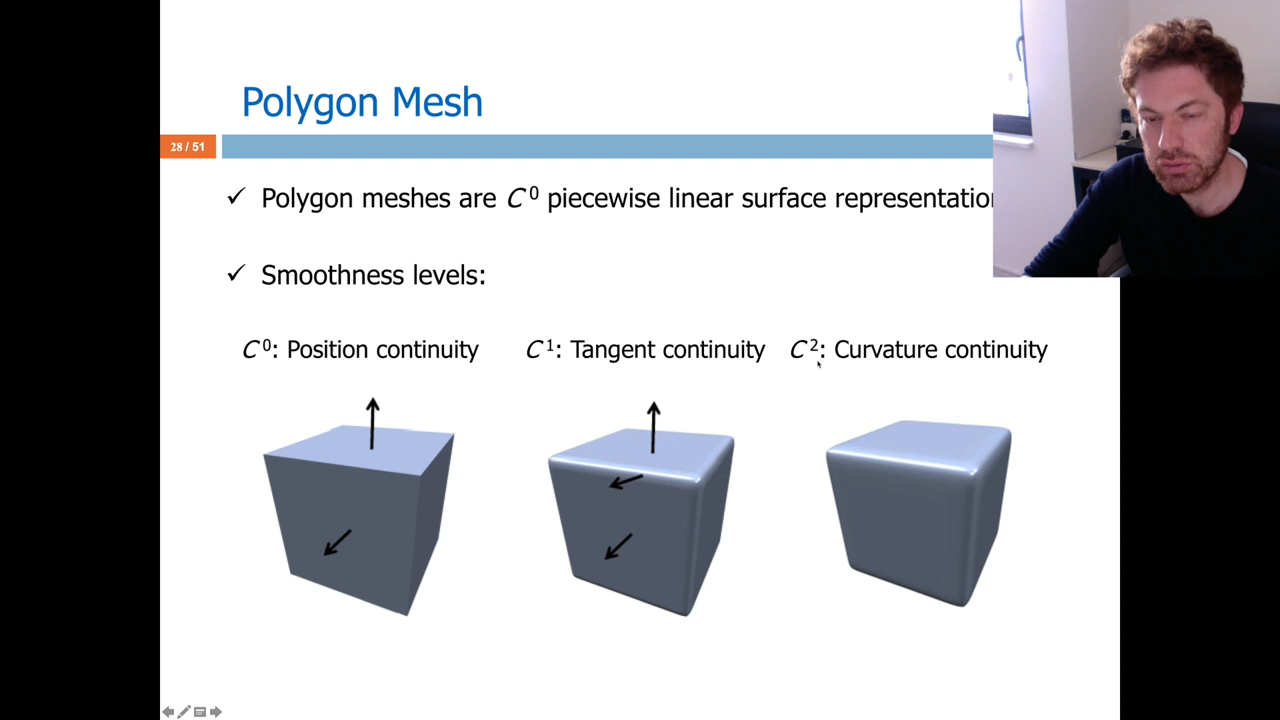 Polygon Mesh
28 / 51
✓ Polygon meshes are C⁰ piecewise linear surface
✓ Smoothness levels:
C⁰: Position continuity
C¹: Tangent continuity
C²: Curvature continuity